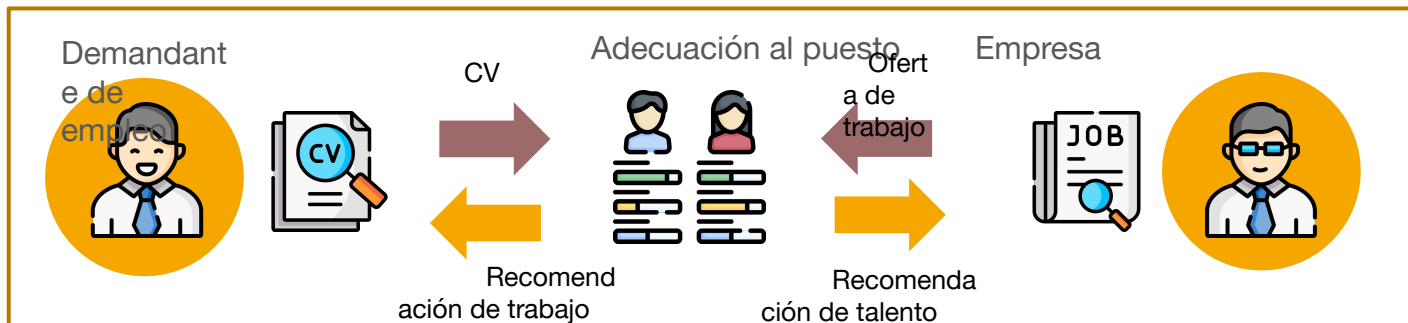 Demandant
e de
empleo
CV
Adecuación al puesto
Ofert
a de
trabajo
Empresa
CV
JOB
Recomend
ación de trabajo
Recomenda
ción de talento